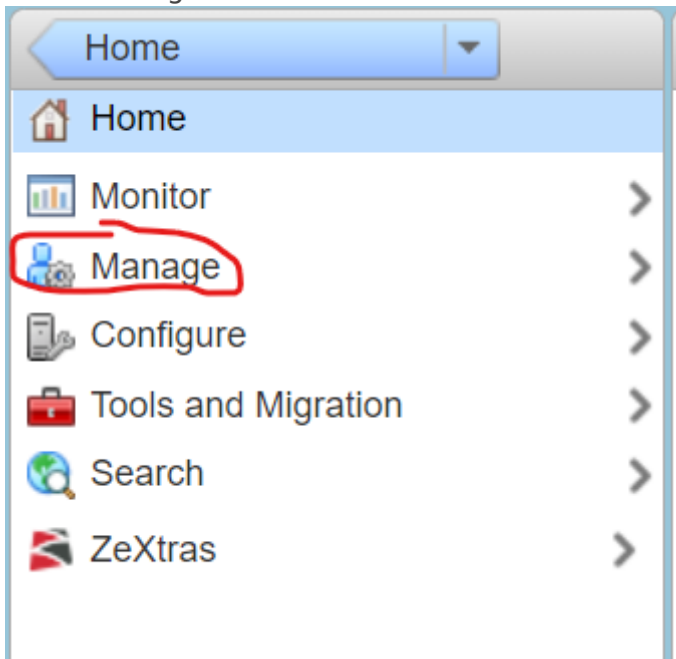 Home
Home
Monitor
Manage
Configure
Tools and Migration
Search
ZeXtras